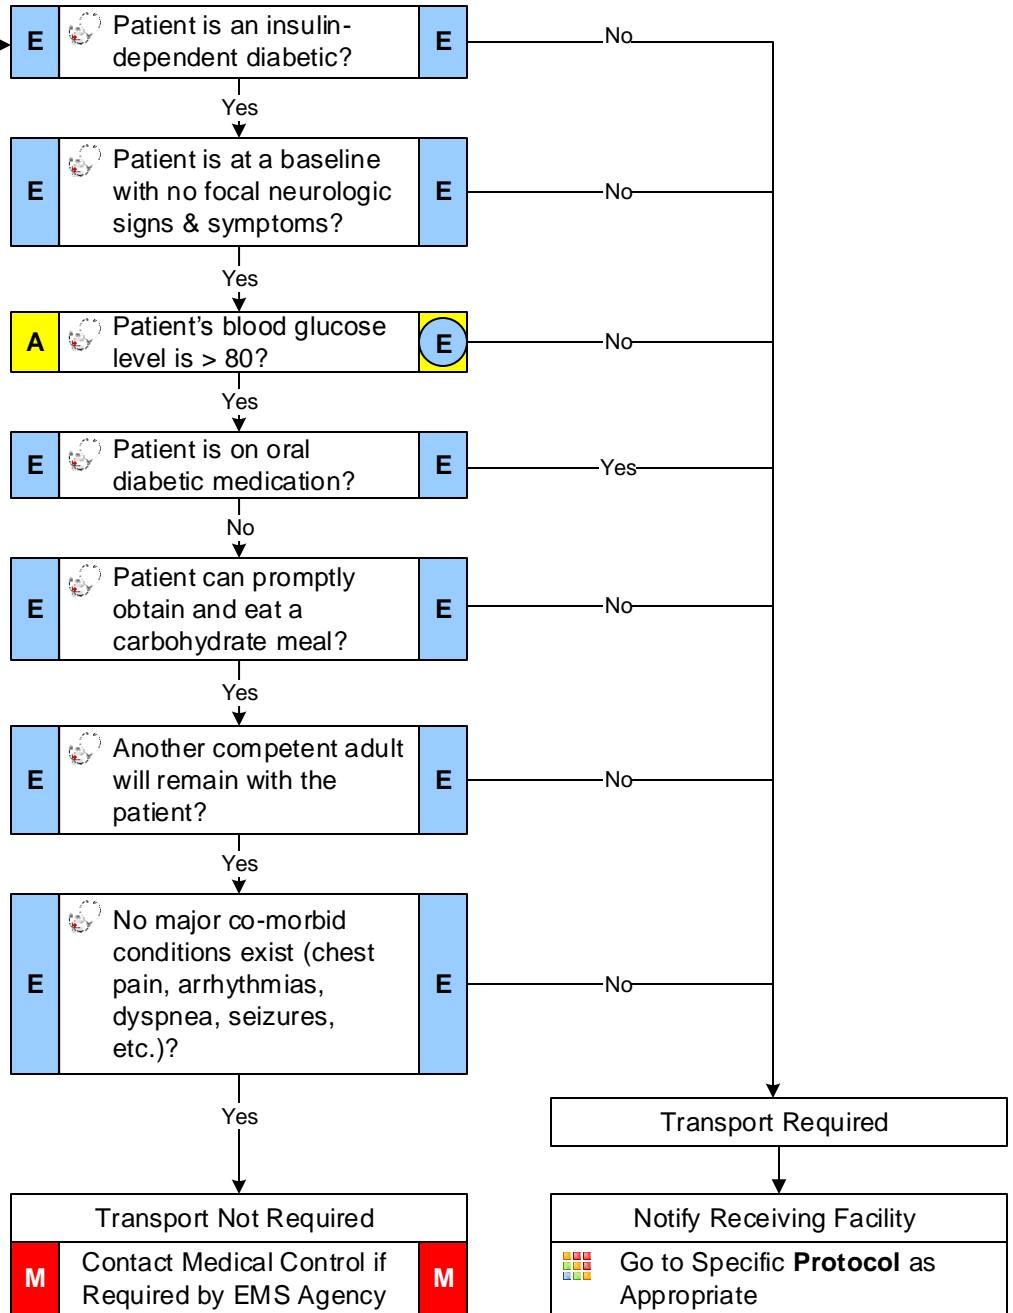 E Patient is an insulin- E No
dependent diabetic?
Yes
Patient is at a baseline
E with no focal neurologic E No
signs & symptoms?
Yes
A Patient's blood glucose E No
level is > 80?
Yes
E Patient is on oral E Yes
diabetic medication?
No
Patient can promptly
E obtain and eat a E No
carbohydrate meal?
Yes
Another competent adult
E will remain with the E No
patient?
Yes
No major co-morbid
conditions exist (chest
E pain, arrhythmias, E No
dyspnea, seizures,
etc.)?
Yes
Transport Required
Transport Not Required
M Contact Medical Control if M
Required by EMS Agency
Notify Receiving Facility
Go to Specific Protocol as
Appropriate